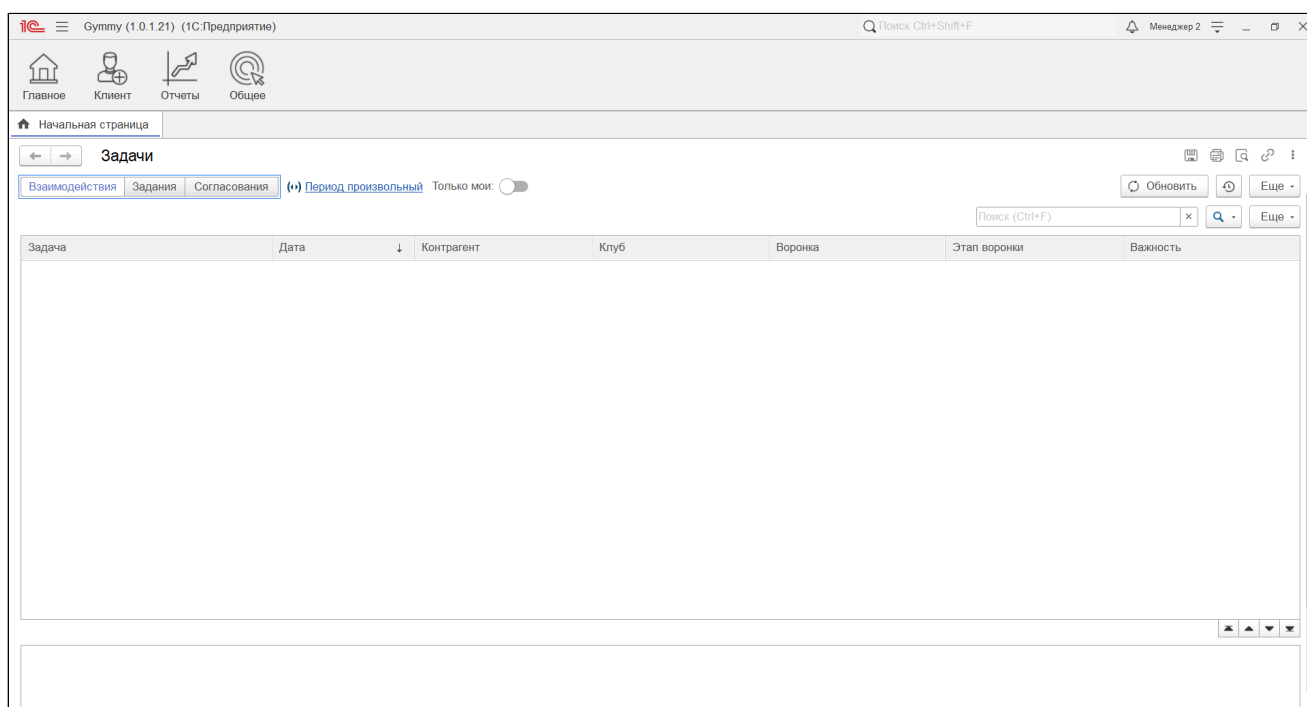 1С Gymmy (1.0.1.21) (1С:Предприятие) Поиск Ctrl+Shift+F Менеджер 2
Главное Клиент Отчеты Общее
Начальная страница
Задачи
Взаимодействия Задания Согласования Период произвольный Только мои: Обновить Еще
Поиск (Ctrl+F) × Еще
Задача Дата ↓ Контрагент Клуб Воронка Этап воронки Важность